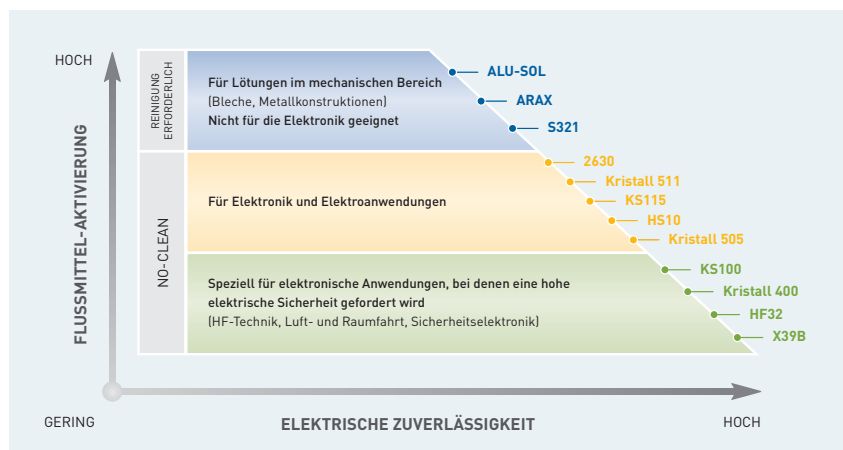 HOCH
FLUSSMITTEL-AKTIVIERUNG
REINIGUNG
ERFORDERLICH
Für Lötungen im mechanischen Bereich
(Bleche, Metallkonstruktionen)
Nicht für die Elektronik geeignet
ALU-SOL
ARAX
S321
NO-CLEAN
Für Elektronik und Elektroanwendungen
2630
Kristall 511
KS115
HS10
Kristall 505
Speziell für elektronische Anwendungen, bei denen eine hohe
elektrische Sicherheit gefordert wird
(HF-Technik, Luft- und Raumfahrt, Sicherheitselektronik)
KS100
Kristall 400
HF32
X39B
GERING
ELEKTRISCHE ZUVERLÄSSIGKEIT
HOCH